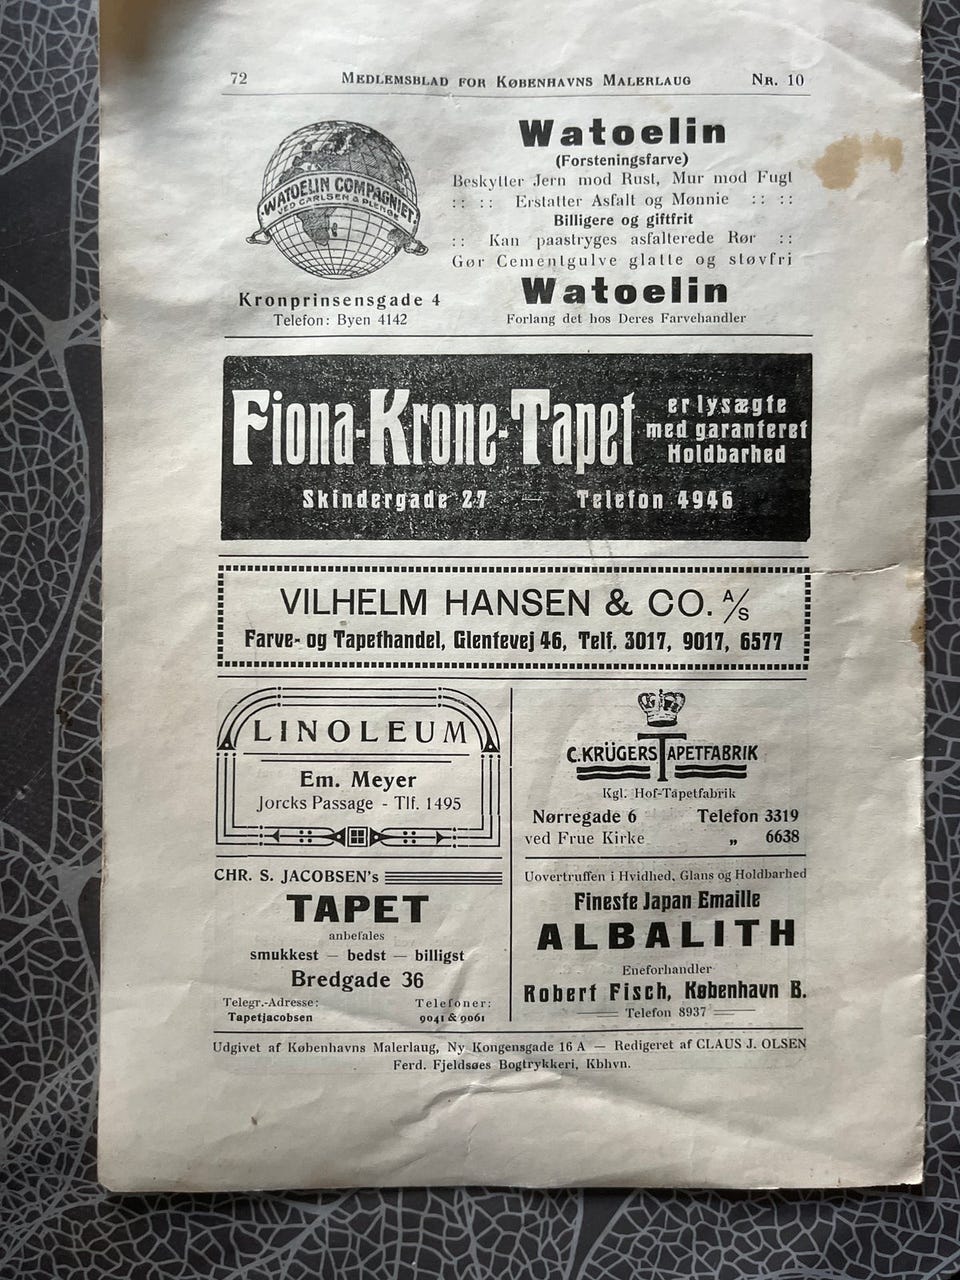 72 MEDLEMSBLAD FOR KØBENHAVNS MALERLAUG NR. 10
WATOELIN COMPAGNIET
VED CARLSEN & PLENGE
Kronprinsensgade 4
Telefon: Byen 4142
Watoelin
(Forsteningsfarve)
Beskytter Jern mod Rust, Mur mod Fugt
:: :: Erstatter Asfalt og Mønnie :: ::
Billigere og giftfrit
:: Kan paastryges asfalterede Rør ::
Gør Cementgulve glatte og støvfri
Watoelin
Forlang det hos Deres Farvehandler
Fiona-Krone-Tapet
er lysægte
med garanteret
Holdbarhed
Skindergade 27 — Telefon 4946
VILHELM HANSEN & CO. A/S
Farve- og Tapethandel, Glentevej 46, Telf. 3017, 9017, 6577
LINOLEUM
Em. Meyer
Jorcks Passage - Tlf. 1495
C. KRÜGERS TAPETFABRIK
Kgl. Hof-Tapetfabrik
Nørregade 6 Telefon 3319
ved Frue Kirke „ 6638
CHR. S. JACOBSEN's
TAPET
anbefales
smukkest — bedst — billigst
Bredgade 36
Telegr.-Adresse: Telefoner:
Tapetjacobsen 9041 & 9061
Uovertruffen i Hvidhed, Glans og Holdbarhed
Fineste Japan Emaille
ALBALITH
Eneforhandler
Robert Fisch, København B.
Telefon 8937
Udgivet af Københavns Malerlaug, Ny Kongensgade 16 A — Redigeret af CLAUS J. OLSEN
Ferd. Fjeldsøes Bogtrykkeri, Kbhvn.